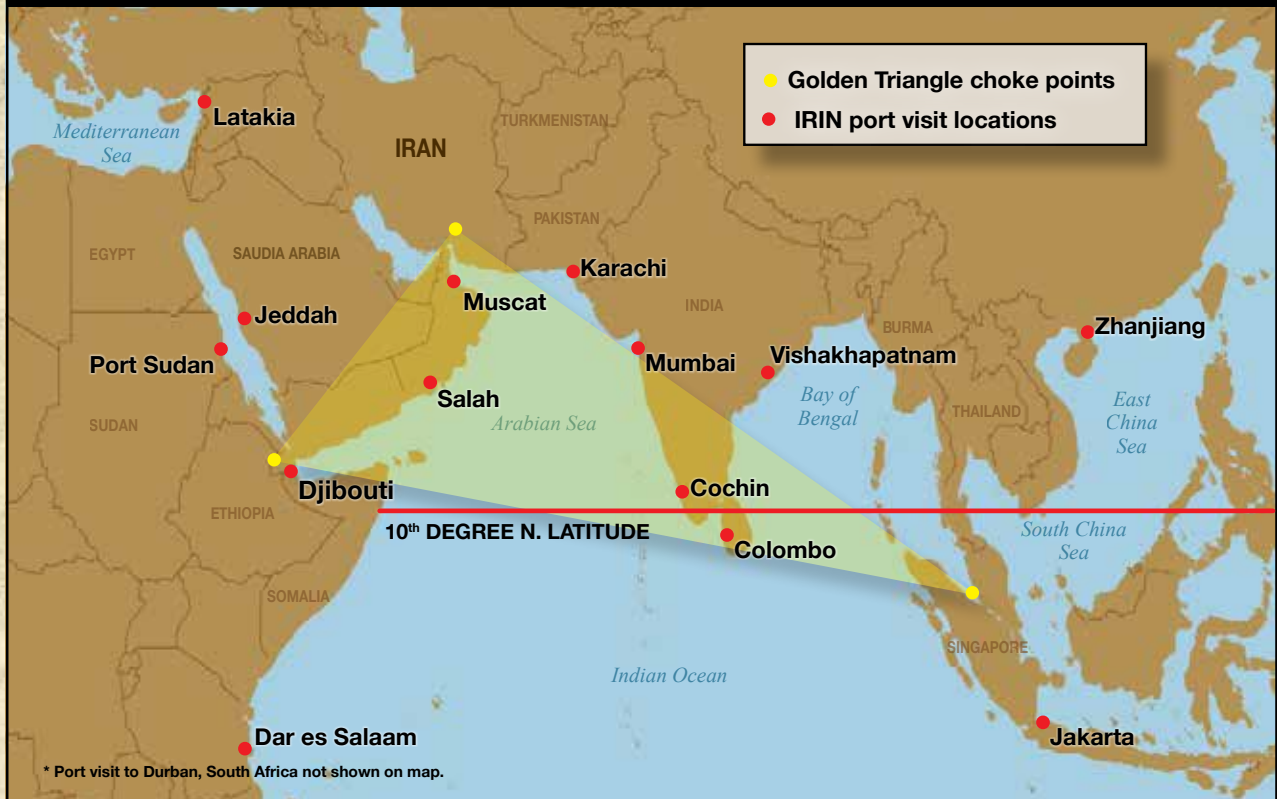 Golden Triangle choke points
IRIN port visit locations
Latakia
Mediterranean
Sea
TURKMENISTAN
IRAN
PAKISTAN
EGYPT
SAUDIA ARABIA
Karachi
Muscat
INDIA
Jeddah
BURMA
Zhanjiang
Port Sudan
Mumbai
Vishakhapatnam
Salah
Bay of
Bengal
East
China
Sea
THAILAND
SUDAN
Arabian Sea
Djibouti
Cochin
ETHIOPIA
10th DEGREE N. LATITUDE
South China
Sea
Colombo
SOMALIA
SINGAPORE
Indian Ocean
Dar es Salaam
Jakarta
* Port visit to Durban, South Africa not shown on map.